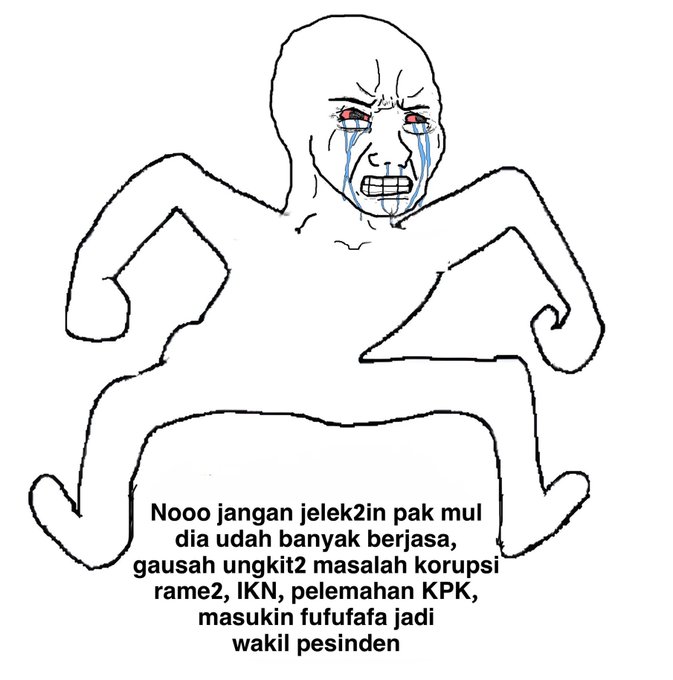 Nooo jangan jelek2in pak mul
dia udah banyak berjasa,
gausah ungkit2 masalah korupsi
rame2, IKN, pelemahan KPK,
masukin fufufafa jadi
wakil pesinden